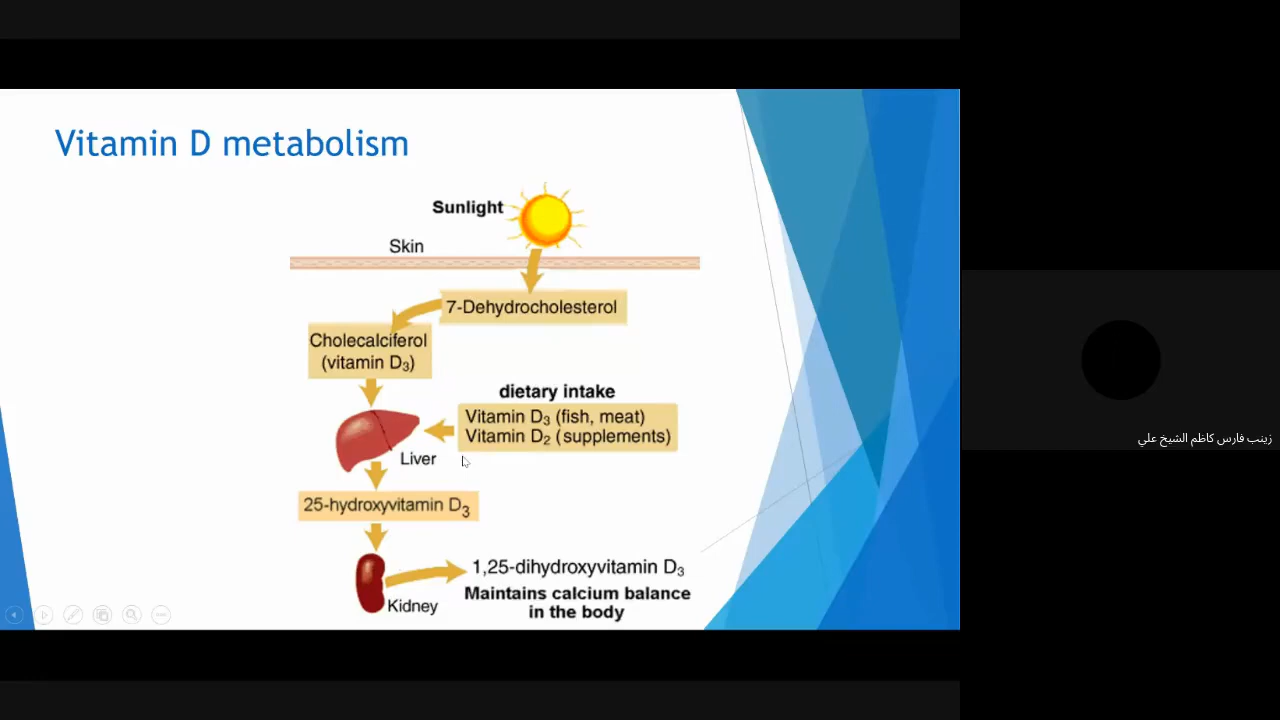 Vitamin D metabolism
Sunlight
Skin
7-Dehydrocholesterol
Cholecalciferol
(vitamin D₃)
dietary intake
Vitamin D₃ (fish, meat)
Vitamin D₂ (supplements)
Liver
25-hydroxyvitamin D₃
1,25-dihydroxyvitamin D₃
Kidney
Maintains calcium balance
in the body
زينب فارس كاظم الشيخ علي